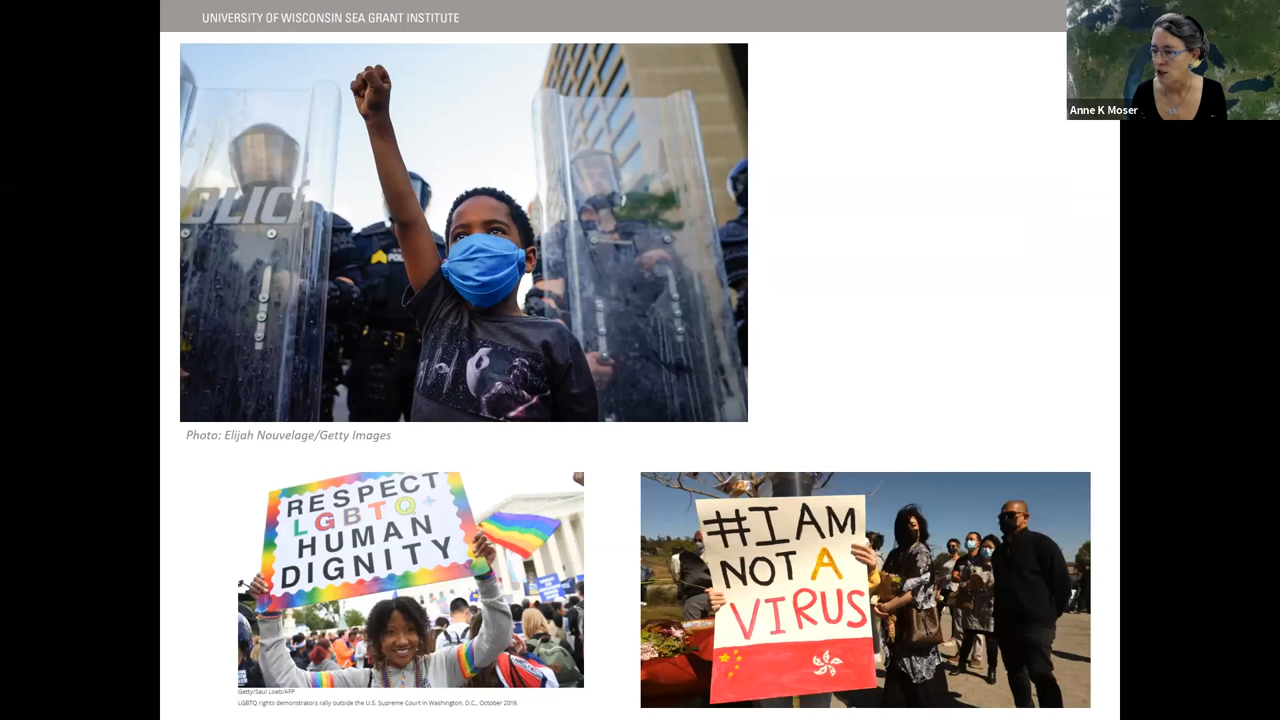 UNIVERSITY OF WISCONSIN SEA GRANT INSTITUTE
Anne K Moser
POLICE
PO
Photo: Elijah Nouvelage/Getty Images
RESPECT
LGBTQ+
HUMAN
DIGNITY
Getty/Saul Loeb/AFP
LGBTQ rights demonstrators rally outside the U.S. Supreme Court in Washington, D.C., October 2019.
#I AM
NOT A
VIRUS